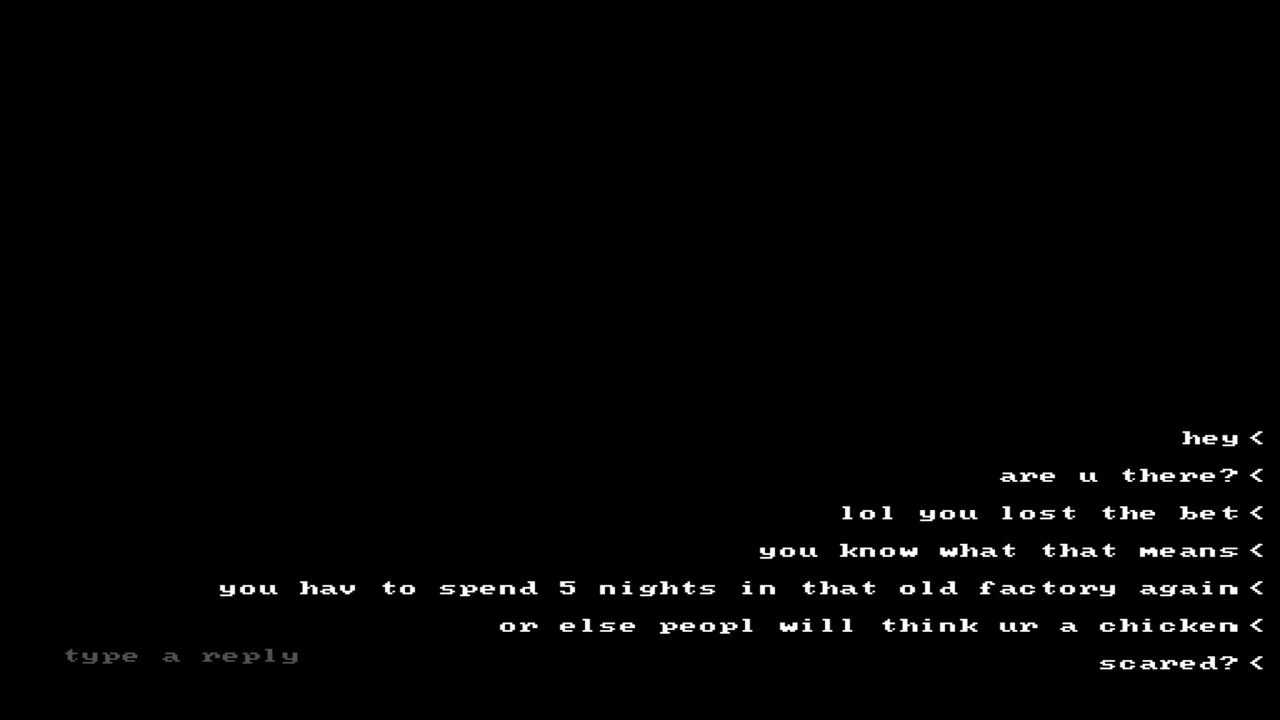 hey <
are u there? <
lol you lost the bet <
you know what that means <
you hav to spend 5 nights in that old factory again <
or else peopl will think ur a chicken <
type a reply
scared? <